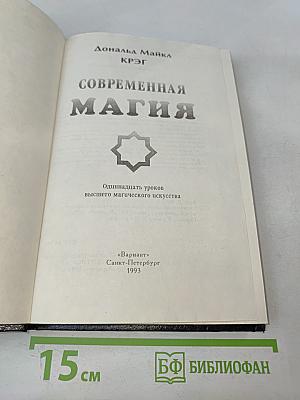 Дональд Майкл
КРЭГ
СОВРЕМЕННАЯ
МАГИЯ
Одиннадцать уроков
высшего магического искусства
«Вариант»
Санкт-Петербург
1993
15 см
БФ БИБЛИОФАН